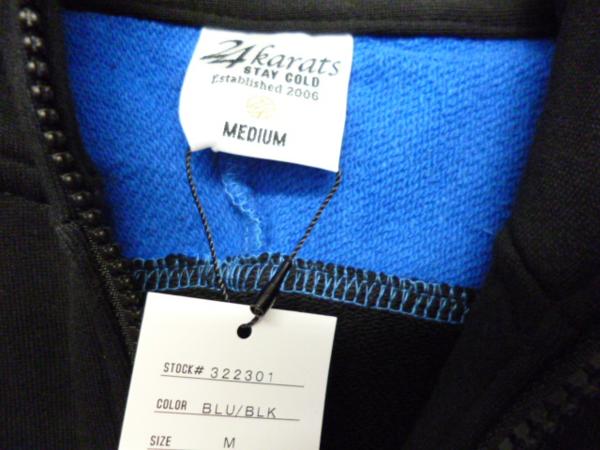 24karats
STAY COLD
Established 2006
MEDIUM
STOCK# 322301
COLOR BLU/BLK
SIZE M